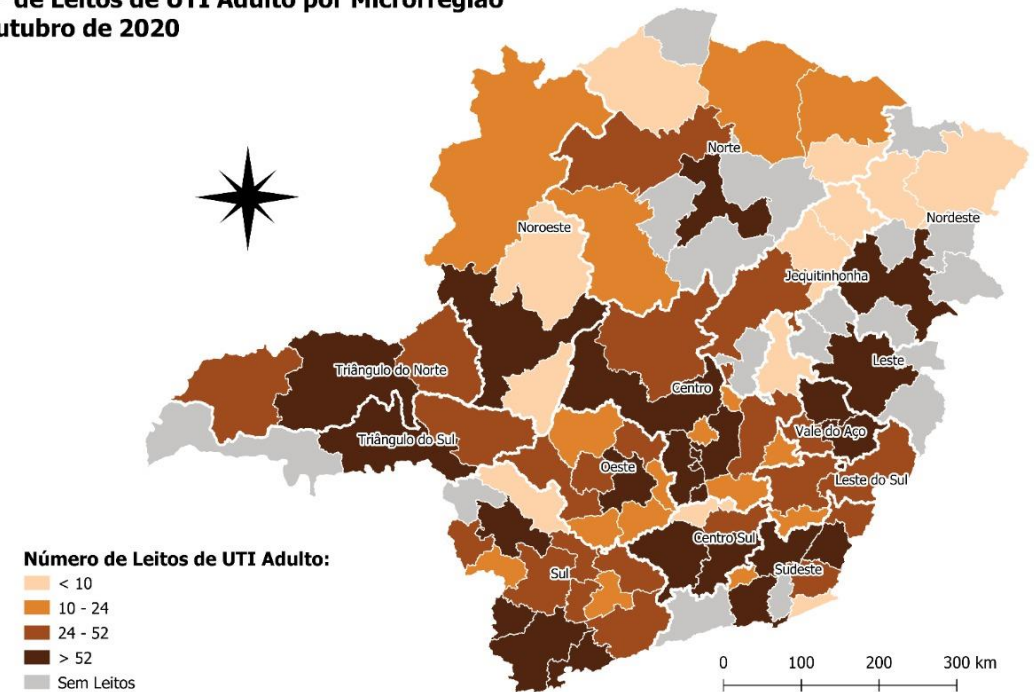 de Leitos de UTI Adulto por Microrregião
utubro de 2020
Norte
Noroeste
Nordeste
Jequitinhonha
Triângulo do Norte
Leste
Centro
Triângulo do Sul
Vale do Aço
Oeste
Leste do Sul
Centro Sul
Sul
Sudeste
Número de Leitos de UTI Adulto:
< 10
10 - 24
24 - 52
> 52
Sem Leitos
0 100 200 300 km